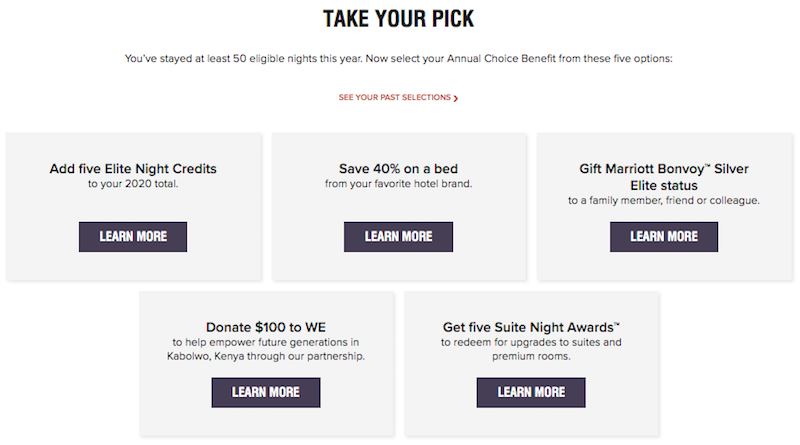 TAKE YOUR PICK
You've stayed at least 50 eligible nights this year. Now select your Annual Choice Benefit from these five options:
SEE YOUR PAST SELECTIONS ❯
Add five Elite Night Credits
to your 2020 total.
LEARN MORE
Save 40% on a bed
from your favorite hotel brand.
LEARN MORE
Gift Marriott Bonvoy™ Silver
Elite status
to a family member, friend or colleague.
LEARN MORE
Donate $100 to WE
to help empower future generations in
Kabolwo, Kenya through our partnership.
LEARN MORE
Get five Suite Night Awards™
to redeem for upgrades to suites and
premium rooms.
LEARN MORE